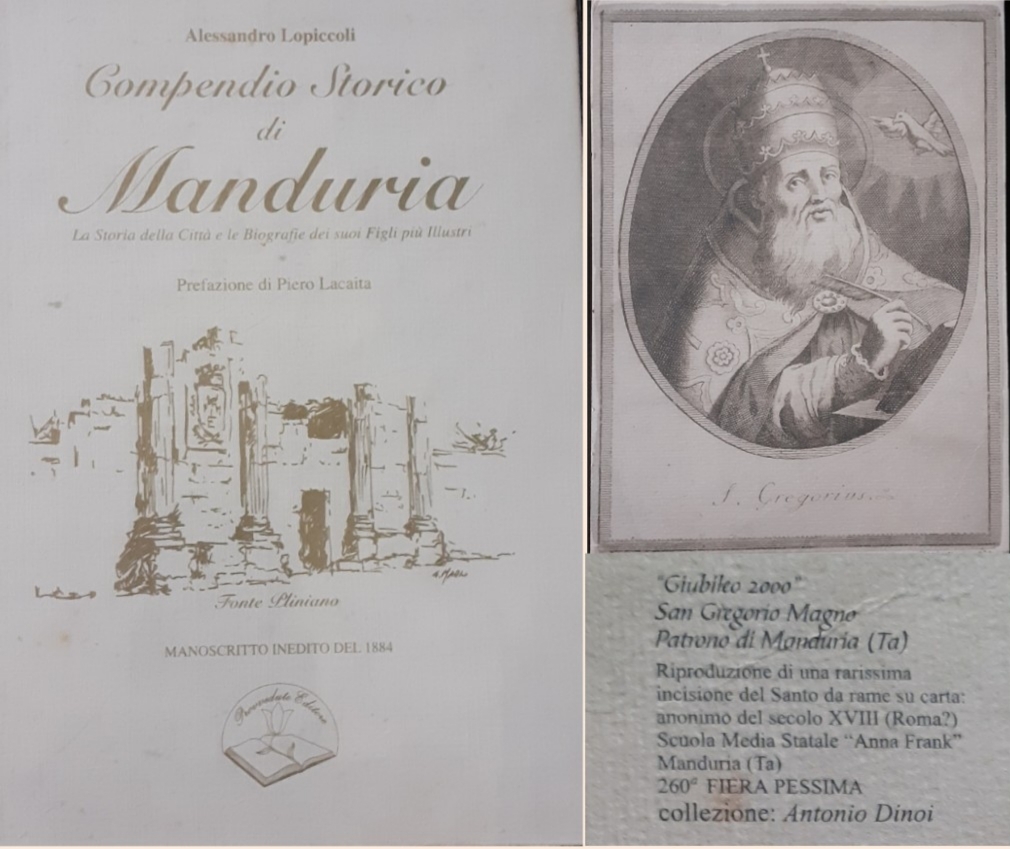 Alessandro Lopiccoli
Compendio Storico
di
Manduria
La Storia della Città e le Biografie dei suoi Figli più Illustri
Prefazione di Piero Lacaita
Fonte Pliniano
MANOSCRITTO INEDITO DEL 1884
Editore
S. Gregorius
"Giubileo 2000"
San Gregorio Magno
Patrono di Manduria (Ta)
Riproduzione di una rarissima
incisione del Santo da rame su carta:
anonimo del secolo XVIII (Roma?)
Scuola Media Statale "Anna Frank"
Manduria (Ta)
260ª FIERA PESSIMA
collezione: Antonio Dinoi